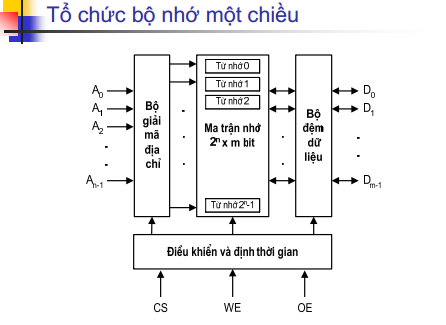 Tổ chức bộ nhớ một chiều
A0
A1
A2
An-1
Bộ
giải
mã
địa
chỉ
Từ nhớ 0
Từ nhớ 1
Từ nhớ 2
Ma trận nhớ
2ⁿ x m bit
Từ nhớ 2ⁿ-1
Bộ
đệm
dữ
liệu
D0
D1
Dm-1
Điều khiển và định thời gian
CS
WE
OE